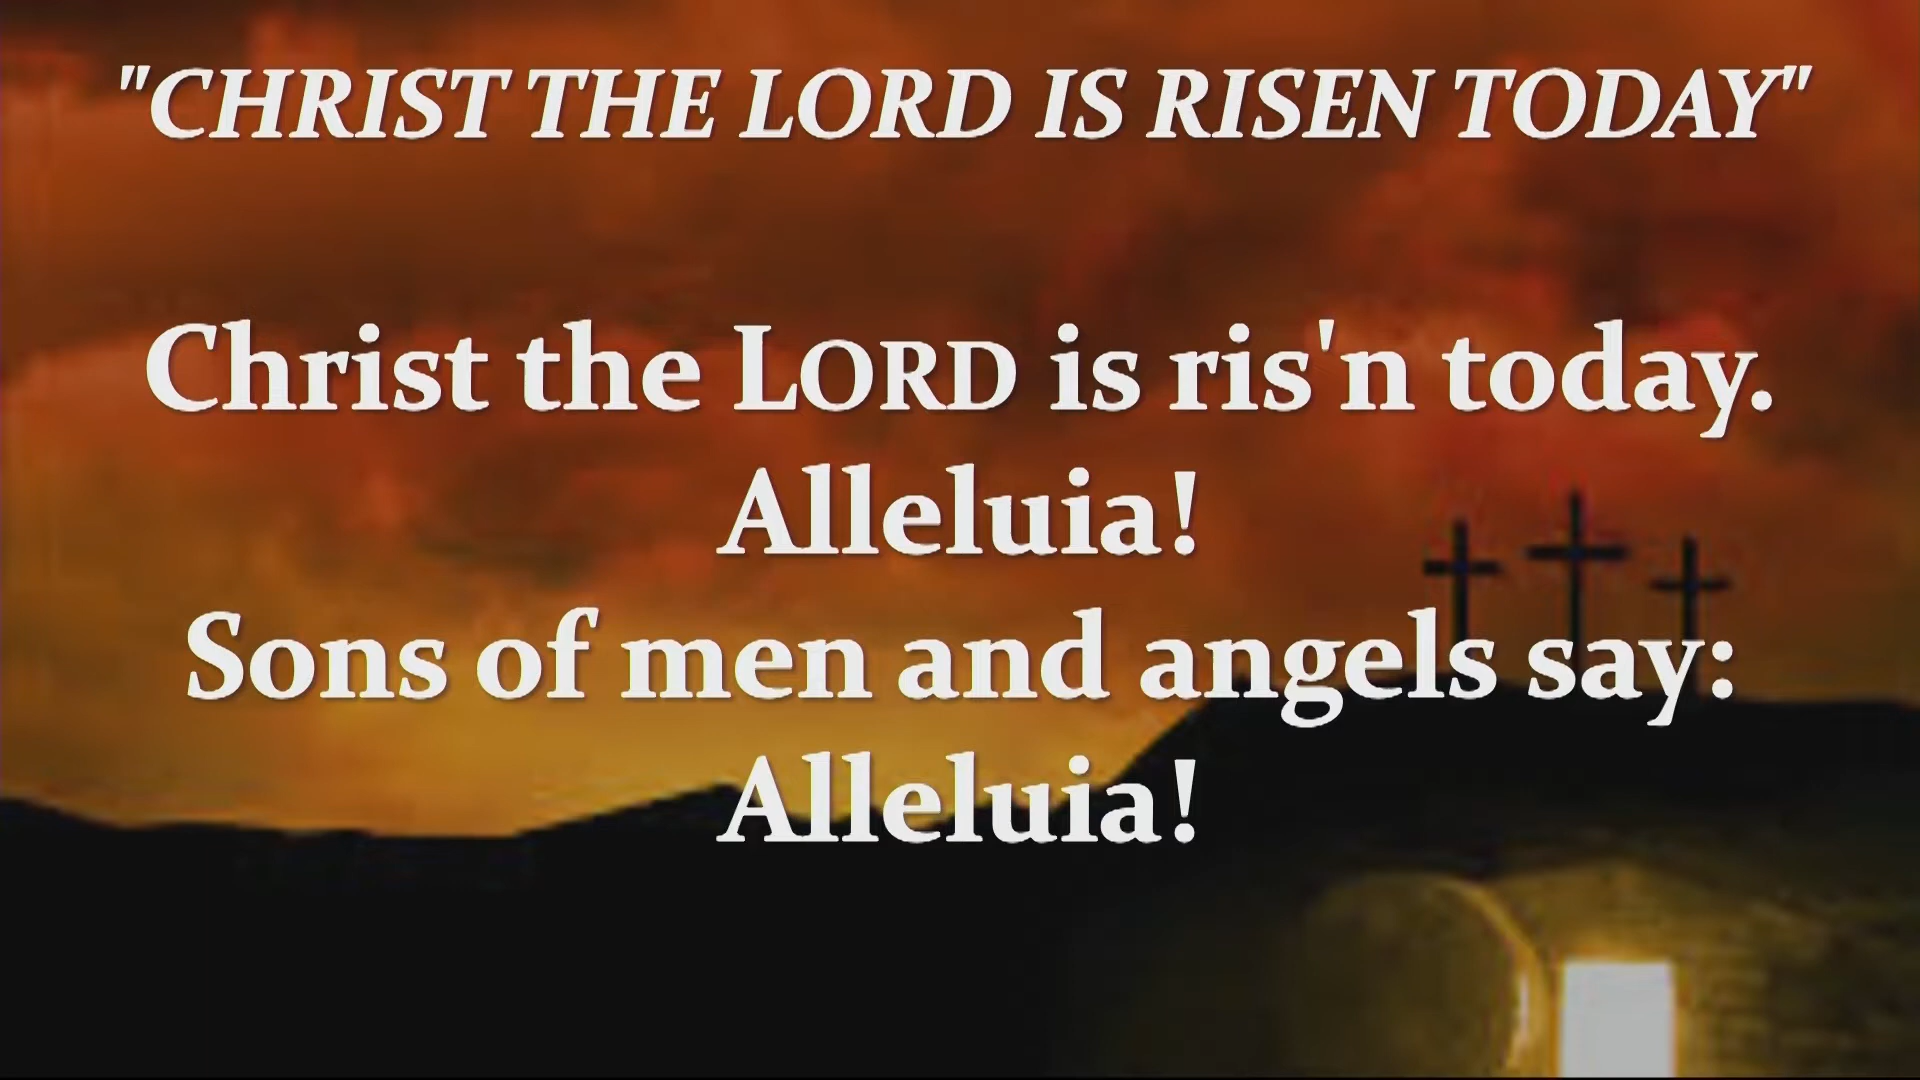 "CHRIST THE LORD IS RISEN TODAY"
Christ the LORD is ris'n today.
Alleluia!
Sons of men and angels say:
Alleluia!